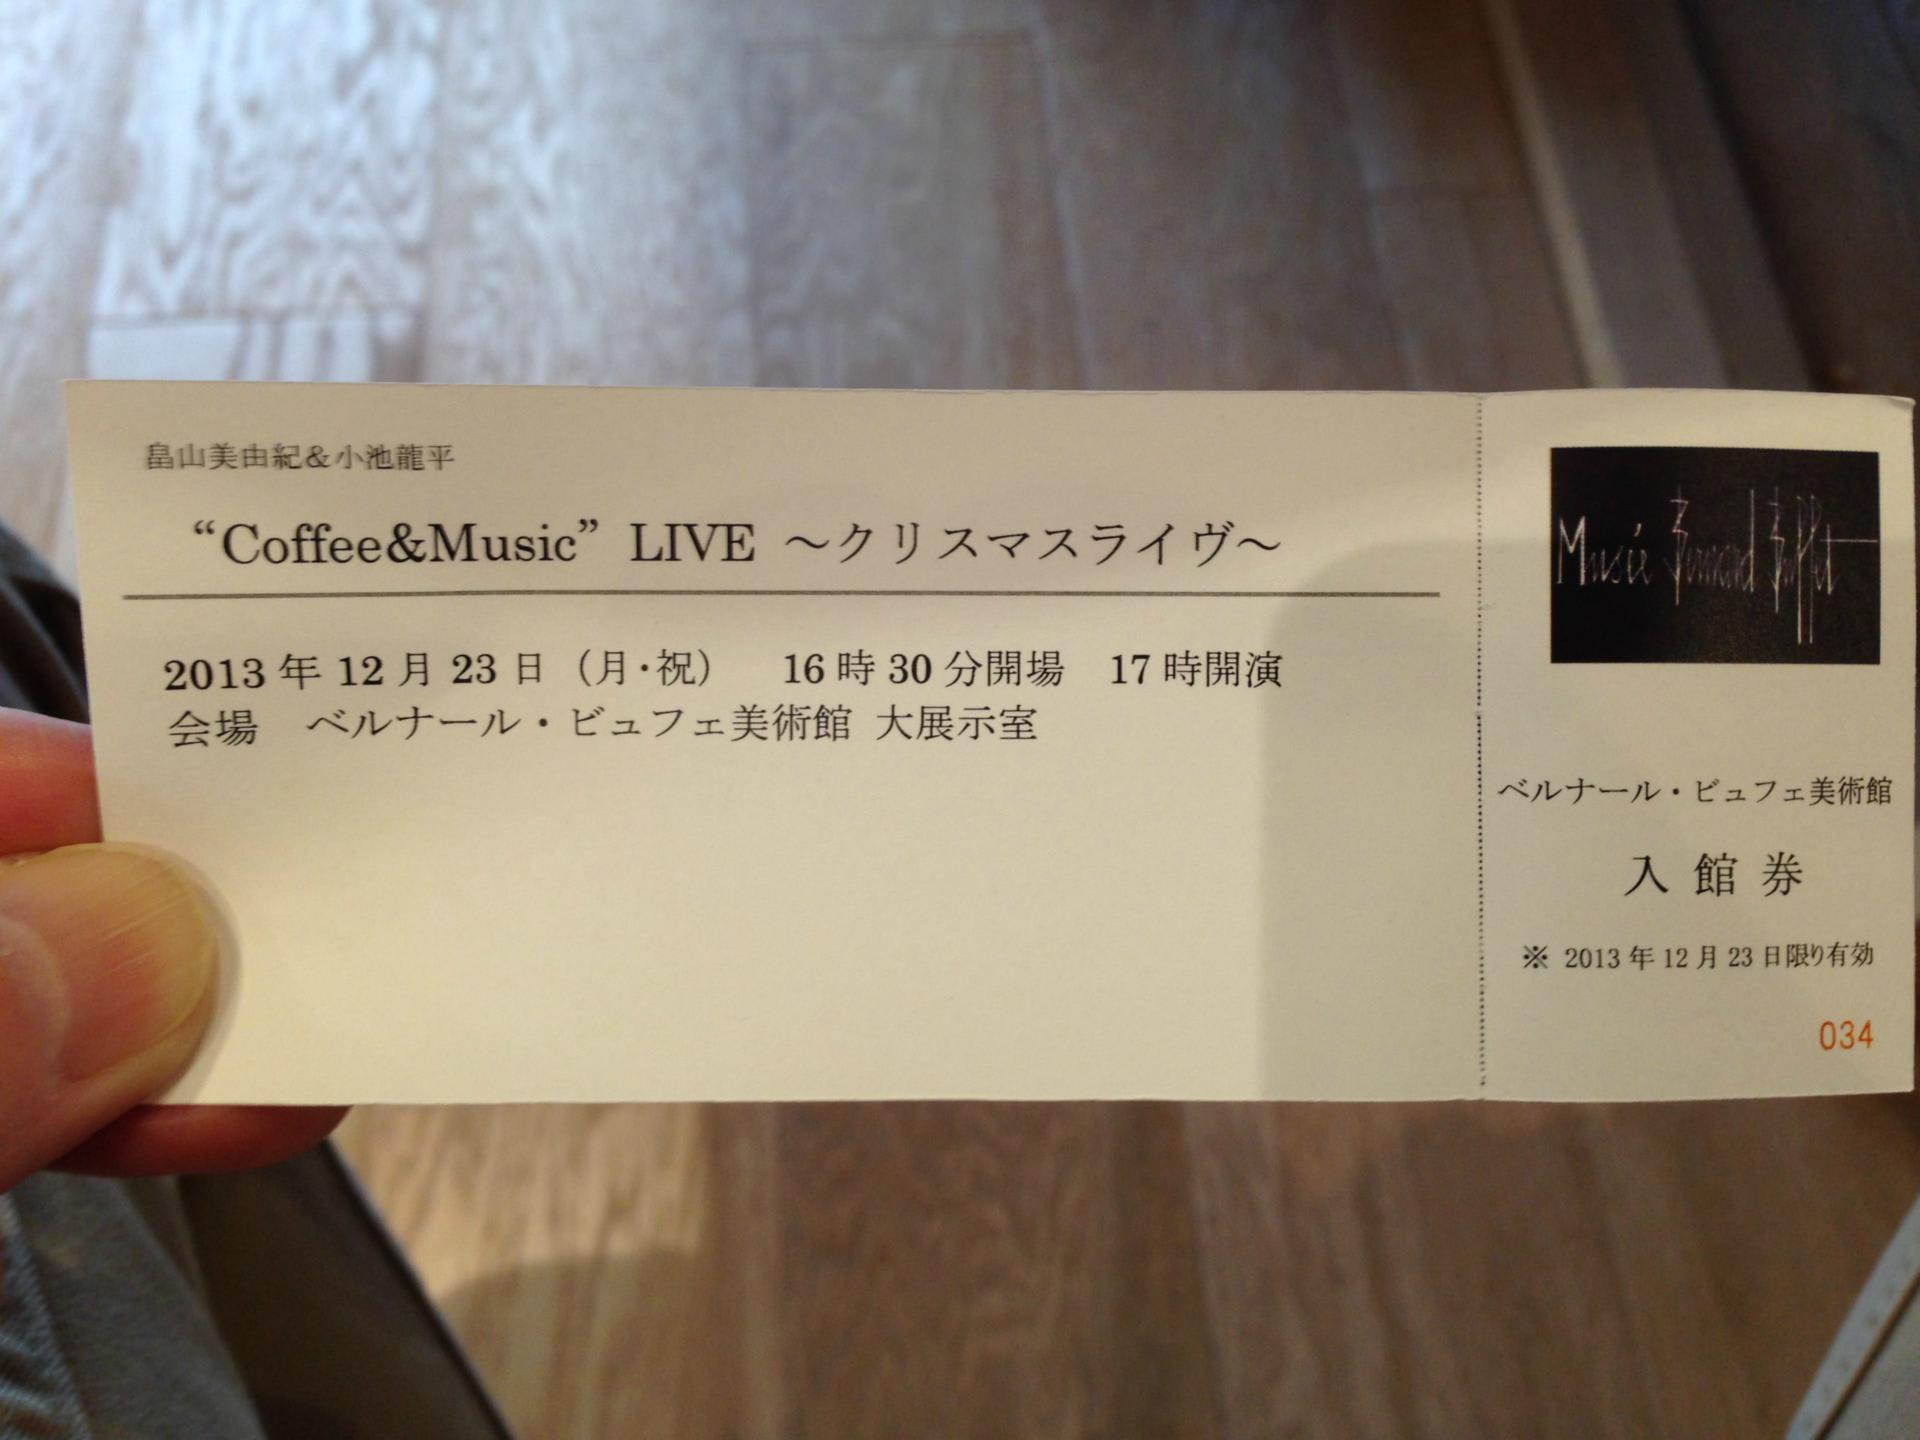 畠山美由紀＆小池龍平
“Coffee&Music” LIVE ～クリスマスライヴ～
2013年12月23日（月・祝） 16時30分開場 17時開演
会場 ベルナール・ビュフェ美術館 大展示室
Musée Bernard Buffet
ベルナール・ビュフェ美術館
入館券
※ 2013年12月23日限り有効
034